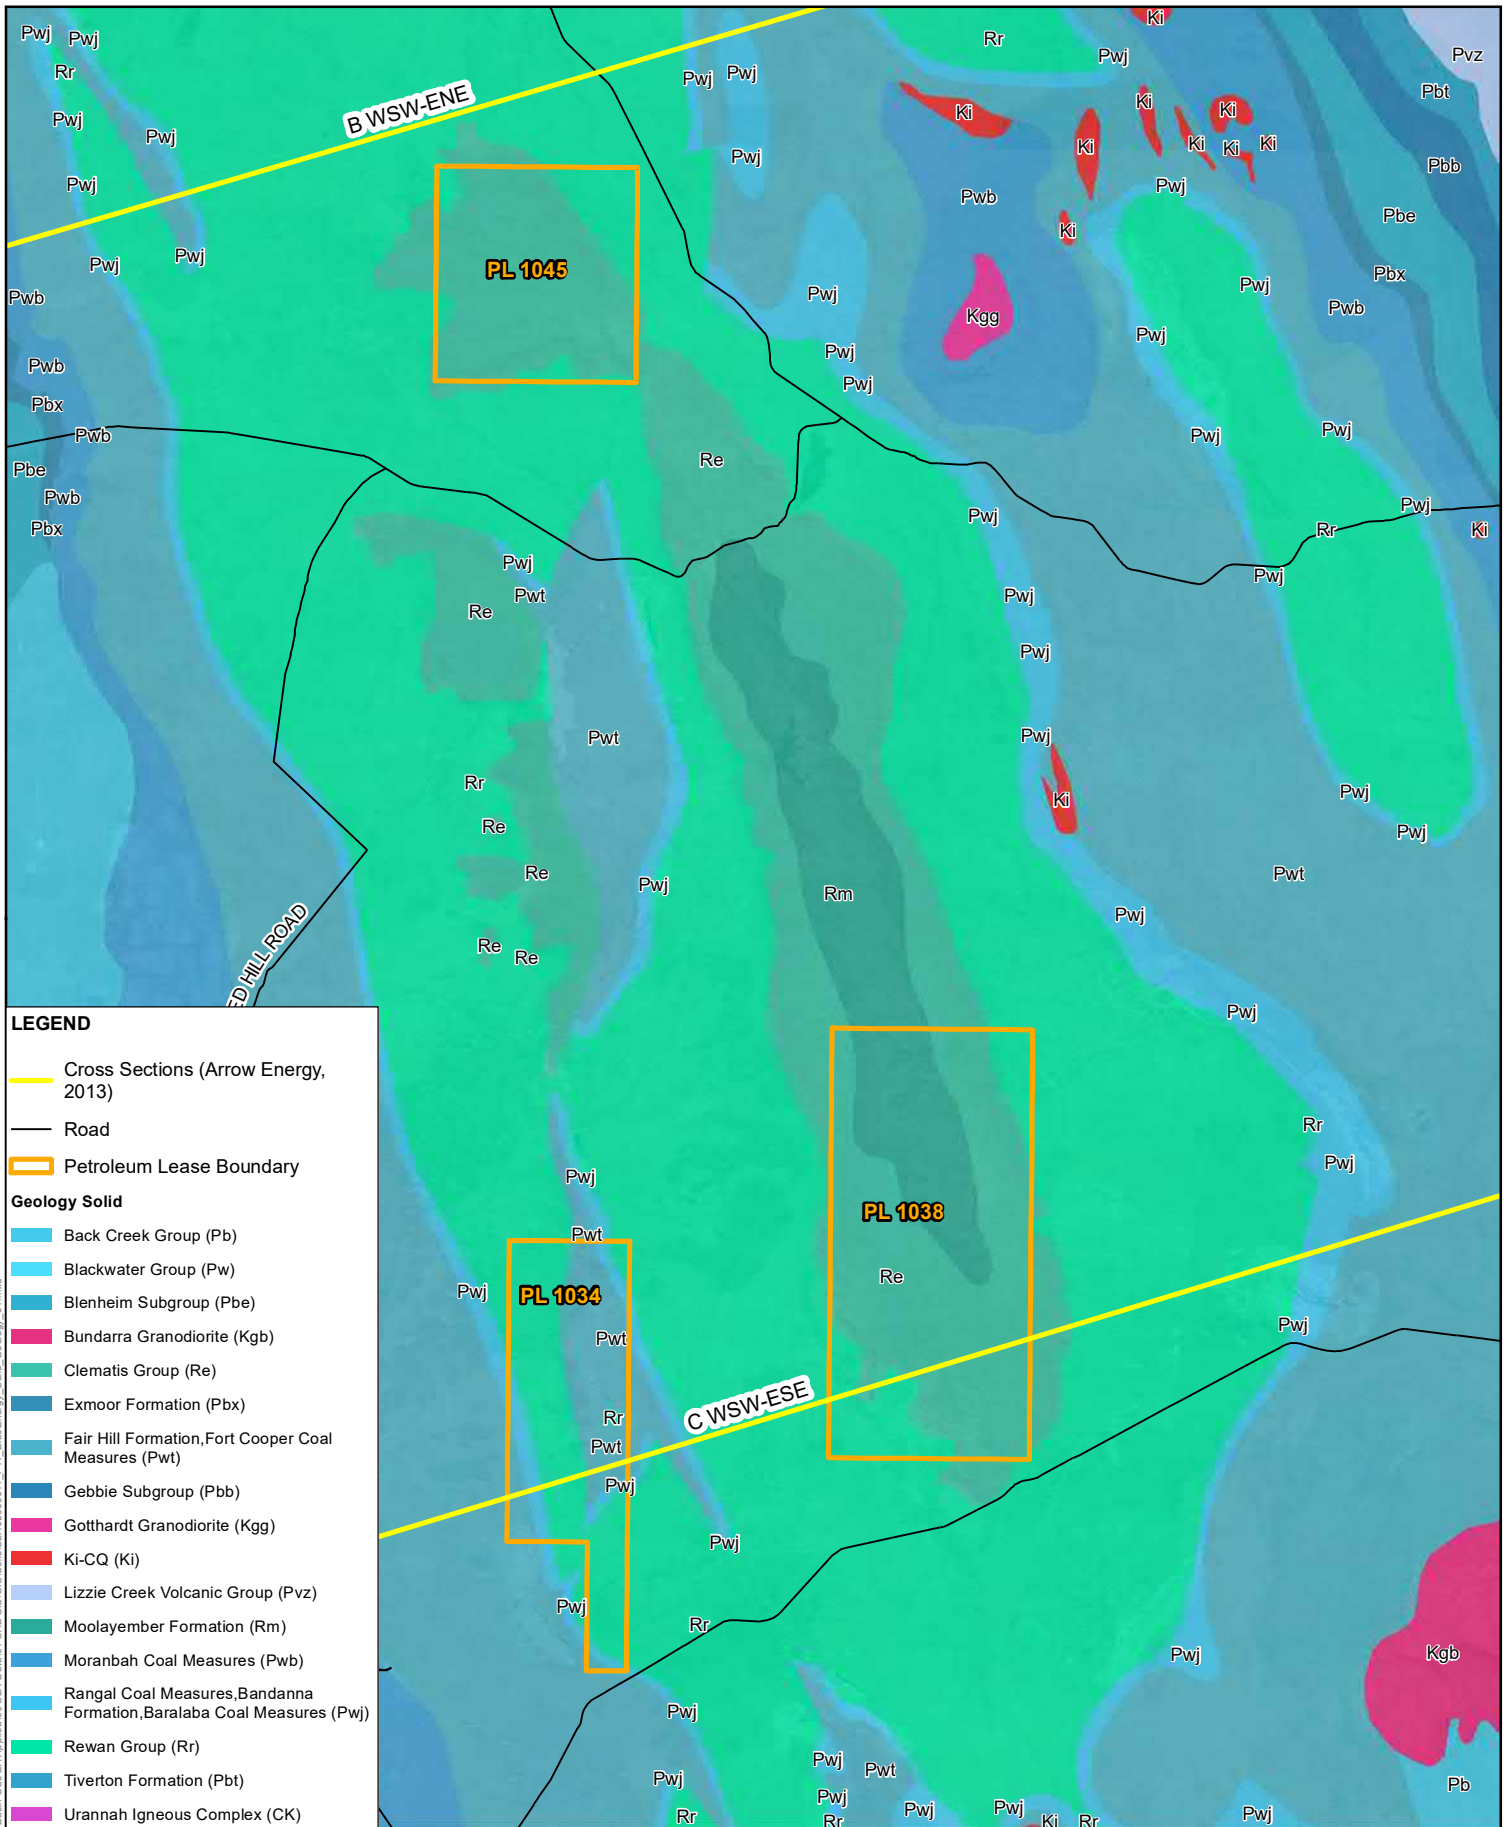 Pwj
Pwj
Rr
Pwj
Pwj
Pwj
Pwj
Pwj
Pwb
B WSW-ENE
PL 1045
Pwj
Pwj
Pwj
Pwj
Pwj
Pwj
Rr
Pwj
Ki
Pvz
Pbt
Ki
Ki
Ki
Ki
Ki
Ki
Ki
Pbb
Pwb
Pwj
Pbe
Ki
Pwj
Pbx
Kgg
Pwb
Pwj
Pwb
Pbx
Pwb
Pbe
Pwb
Pbx
Re
Pwj
Pwj
Pwj
Pwj
Rr
Ki
Pwj
Pwj
Pwt
Re
Pwj
Pwj
Pwt
Pwj
Rr
Ki
Pwj
Re
Pwj
Re
Pwj
Rm
Pwt
Pwj
Re
Re
Pwj
ED HILL ROAD
LEGEND
Cross Sections (Arrow Energy,
2013)
Road
Petroleum Lease Boundary
Geology Solid
Back Creek Group (Pb)
Blackwater Group (Pw)
Blenheim Subgroup (Pbe)
Bundarra Granodiorite (Kgb)
Clematis Group (Re)
Exmoor Formation (Pbx)
Fair Hill Formation,Fort Cooper Coal
Measures (Pwt)
Gebbie Subgroup (Pbb)
Gotthardt Granodiorite (Kgg)
Ki-CQ (Ki)
Lizzie Creek Volcanic Group (Pvz)
Moolayember Formation (Rm)
Moranbah Coal Measures (Pwb)
Rangal Coal Measures,Bandanna
Formation,Baralaba Coal Measures (Pwj)
Rewan Group (Rr)
Tiverton Formation (Pbt)
Urannah Igneous Complex (CK)
Rr
Pwj
Pwj
Pwt
PL 1038
Pwj
PL 1034
Re
Pwt
Pwj
C WSW-ESE
Rr
Pwt
Pwj
Pwj
Pwj
Rr
Pwj
Kgb
Pwj
Pwj
Pwt
Pwj
Pb
Pwj
Pwj
Pwj
Pwj
Rr
Rr
Ki
Rr